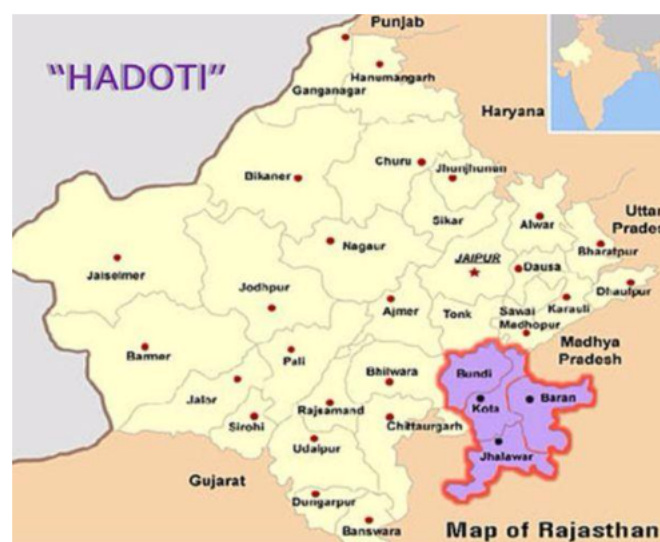 Punjab
"HADOTI"
Hanumangarh
Ganganagar
Haryana
Churu
Jhunjhunun
Bikaner
Sikar
Alwar
Uttar
Prades
Nagaur
JAIPUR
Bharatpur
Dausa
Jaiselmer
Jodhpur
Dhaulpur
Ajmer
Tonk
Sawai
Madhopur
Karauli
Madhya
Pradesh
Barmer
Pali
Bhilwara
Bundi
Jalor
Rajsamand
Kota
Baran
Sirohi
Chittaurgarh
Udaipur
Jhalawar
Gujarat
Dungarpur
Banswara
Map of Rajasthan